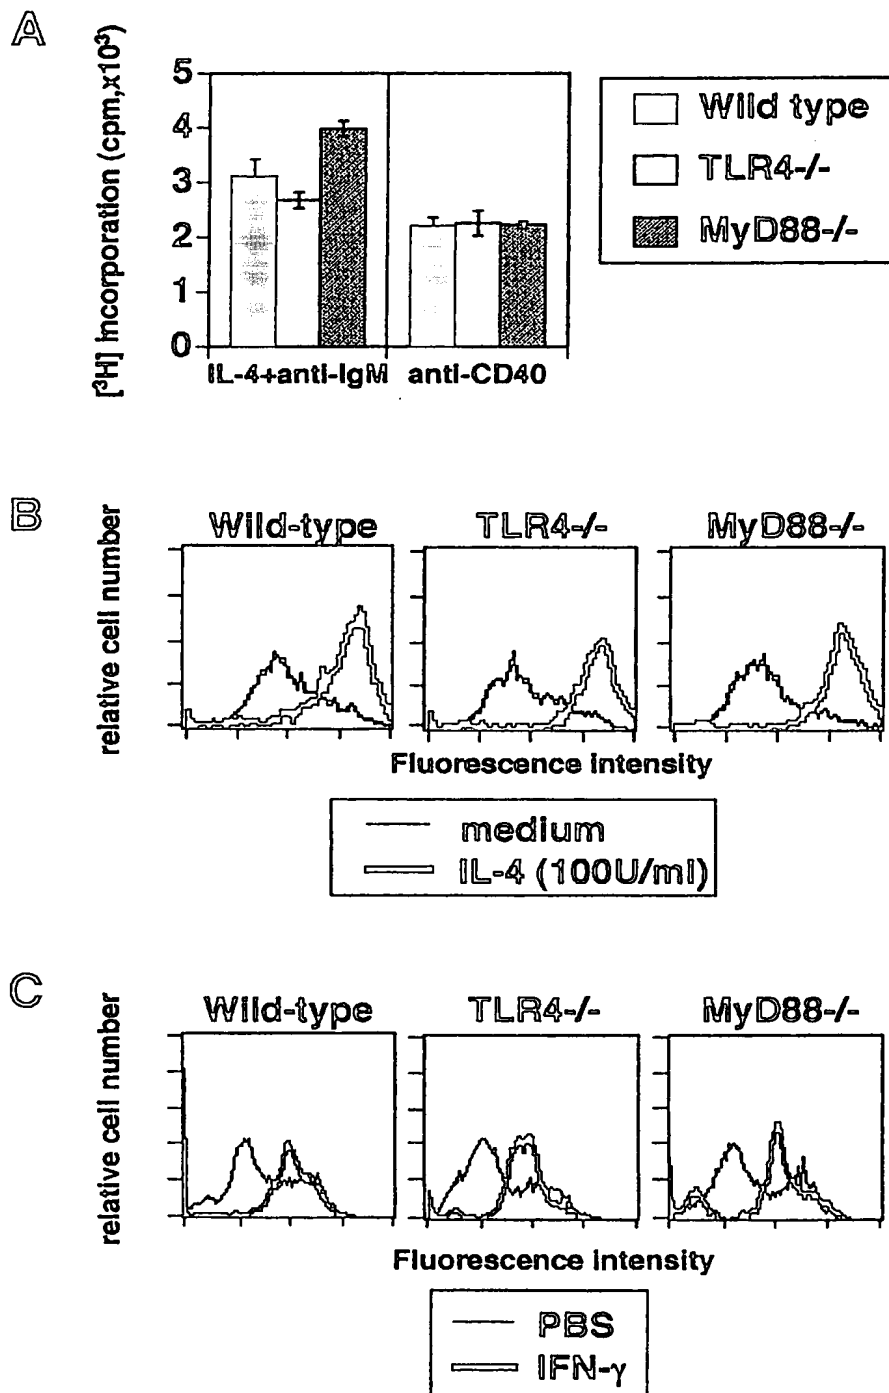 A
[³H] incorporation (cpm,x10³)
5
4
3
2
1
0
IL-4+anti-IgM
anti-CD40
Wild type
TLR4-/-
MyD88-/-
B
relative cell number
Wild-type
TLR4-/-
MyD88-/-
Fluorescence intensity
medium
IL-4 (100U/ml)
C
relative cell number
Wild-type
TLR4-/-
MyD88-/-
Fluorescence intensity
PBS
IFN-γ